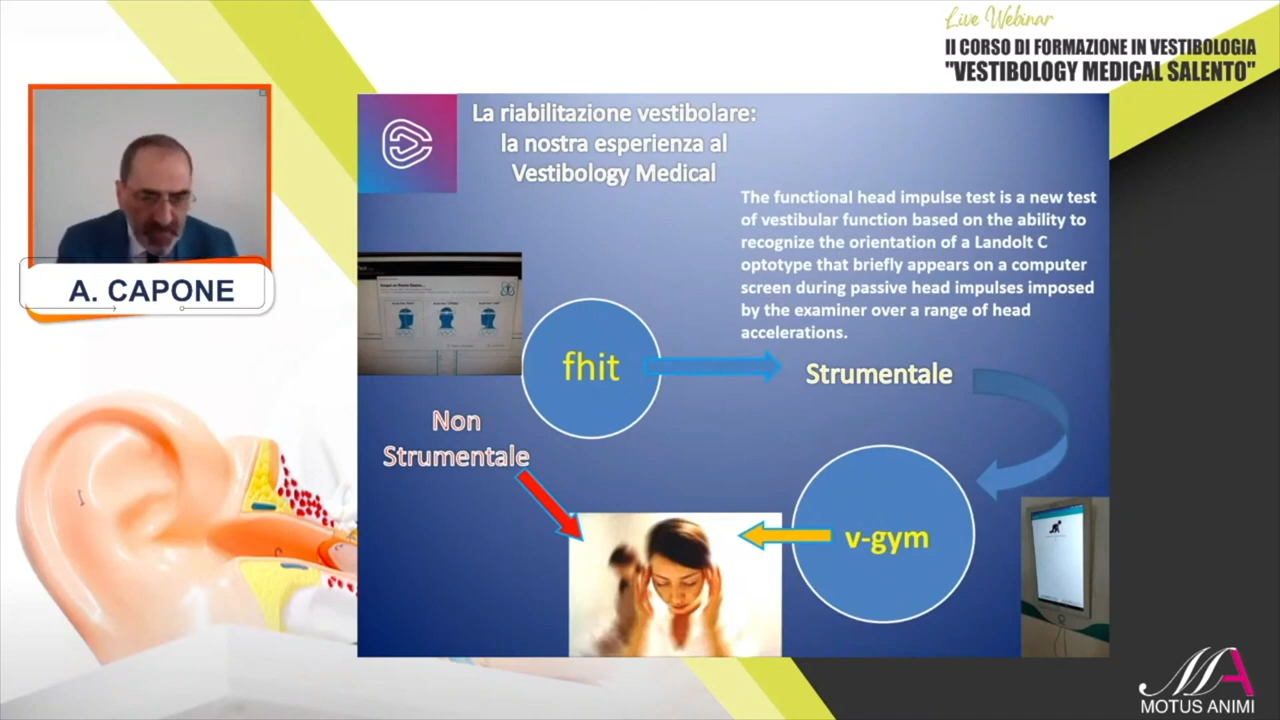 Live Webinar
II CORSO DI FORMAZIONE IN VESTIBOLOGIA
"VESTIBOLOGY MEDICAL SALENTO"
A. CAPONE
La riabilitazione vestibolare:
la nostra esperienza al
Vestibology Medical
The functional head impulse test is a new test
of vestibular function based on the ability to
recognize the orientation of a Landolt C
optotype that briefly appears on a computer
screen during passive head impulses imposed
by the examiner over a range of head
accelerations.
fhit
Strumentale
Non
Strumentale
v-gym
MA
MOTUS ANIMI